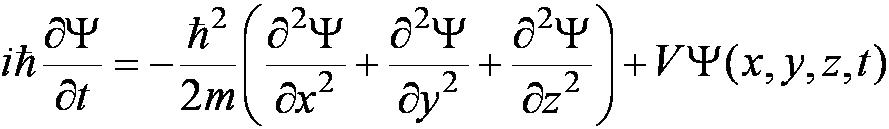 iħ ∂Ψ/∂t = −ħ²/2m (∂²Ψ/∂x² + ∂²Ψ/∂y² + ∂²Ψ/∂z²) + VΨ(x, y, z, t)